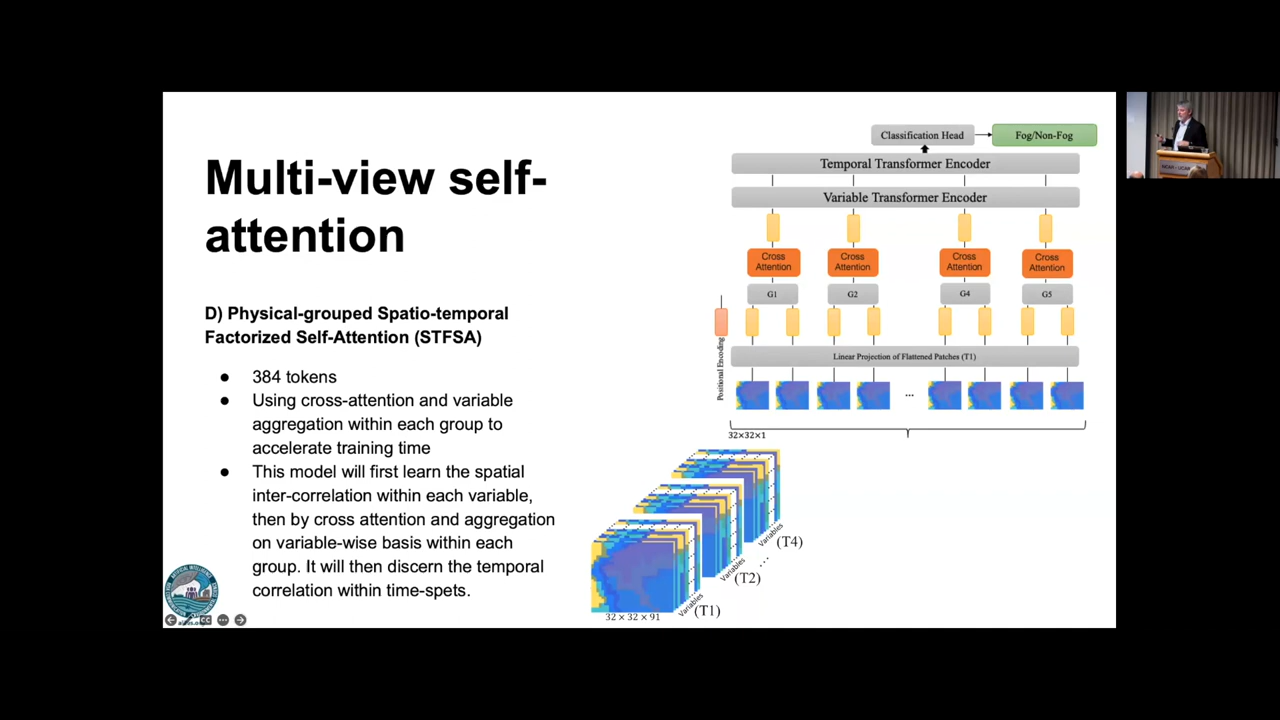 Multi-view self-
attention
D) Physical-grouped Spatio-temporal
Factorized Self-Attention (STFSA)
● 384 tokens
● Using cross-attention and variable
aggregation within each group to
accelerate training time
● This model will first learn the spatial
inter-correlation within each variable,
then by cross attention and aggregation
on variable-wise basis within each
group. It will then discern the temporal
correlation within time-spets.
Classification Head
Fog/Non-Fog
Temporal Transformer Encoder
Variable Transformer Encoder
Cross
Attention
Cross
Attention
Cross
Attention
Cross
Attention
G1
G2
G4
G5
Positional Encoding
Linear Projection of Flattened Patches (T1)
...
32×32×1
Variables
(T4)
...
Variables
(T2)
Variables
(T1)
32 × 32 × 91
CC